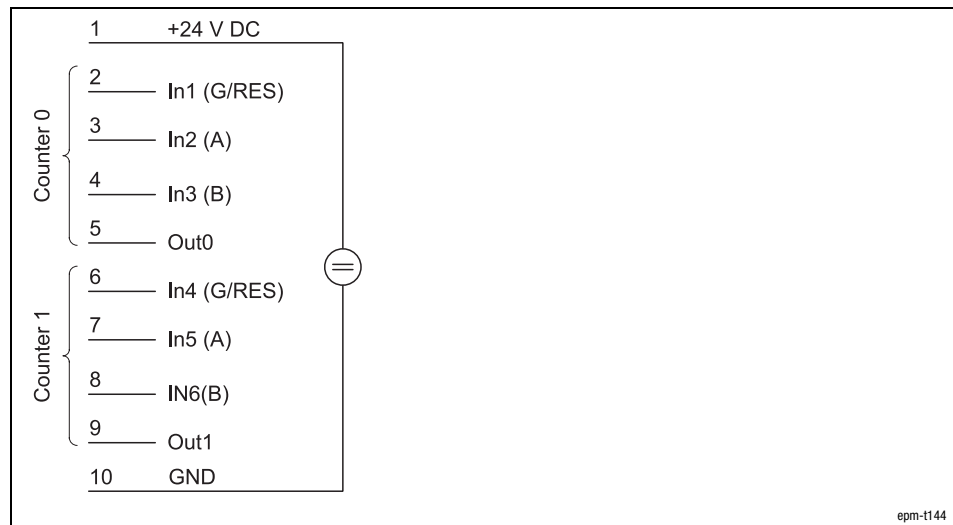 1 +24 V DC
Counter 0
2 In1 (G/RES)
3 In2 (A)
4 In3 (B)
5 Out0
Counter 1
6 In4 (G/RES)
7 In5 (A)
8 IN6(B)
9 Out1
10 GND
epm-t144